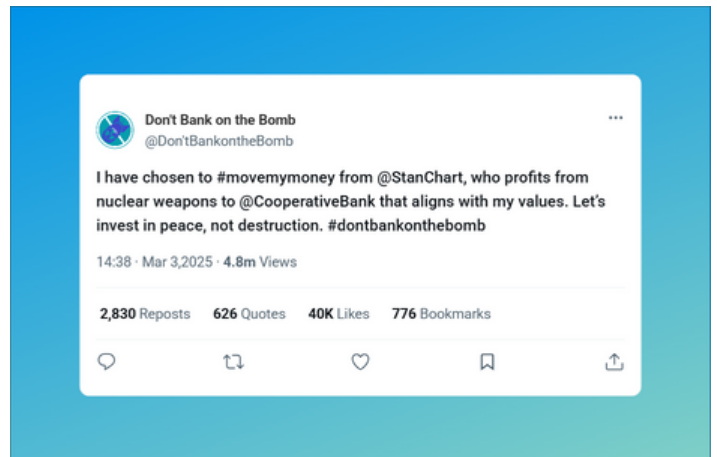 Don't Bank on the Bomb
@Don'tBankontheBomb
I have chosen to #movemymoney from @StanChart, who profits from
nuclear weapons to @CooperativeBank that aligns with my values. Let's
invest in peace, not destruction. #dontbankonthebomb
14:38 · Mar 3,2025 · 4.8m Views
2,830 Reposts 626 Quotes 40K Likes 776 Bookmarks